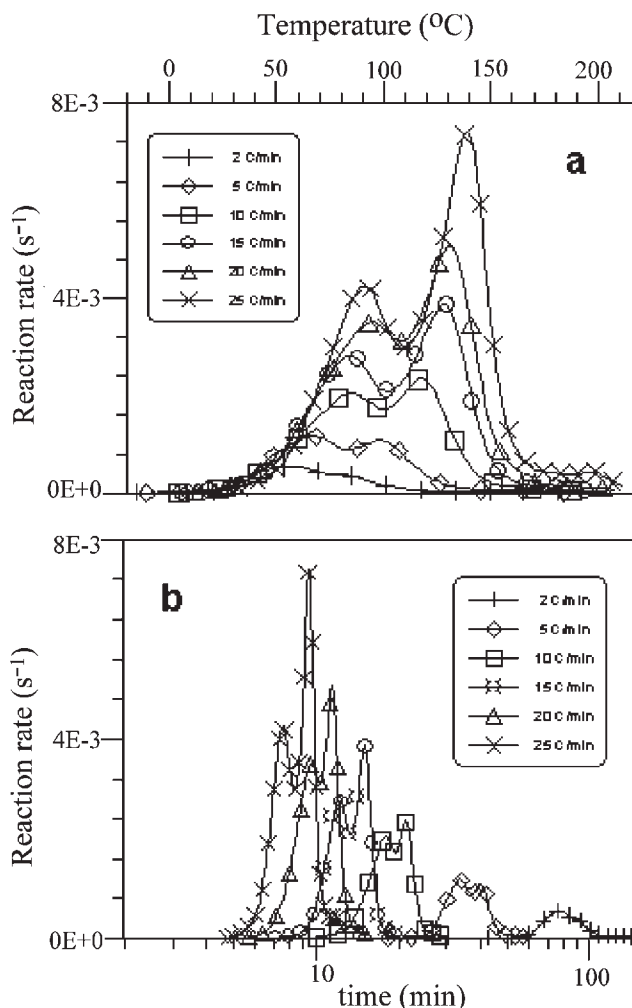 Temperature (ºC)
0 50 100 150 200
8E-3
a
2 C/min
5 C/min
10 C/min
15 C/min
20 C/min
25 C/min
4E-3
Reaction rate (s⁻¹)
0E+0
8E-3
b
2C/min
5 C/min
10 C/min
15 C/min
20 C/min
25 C/min
4E-3
Reaction rate (s⁻¹)
0E+0
10 100
time (min)